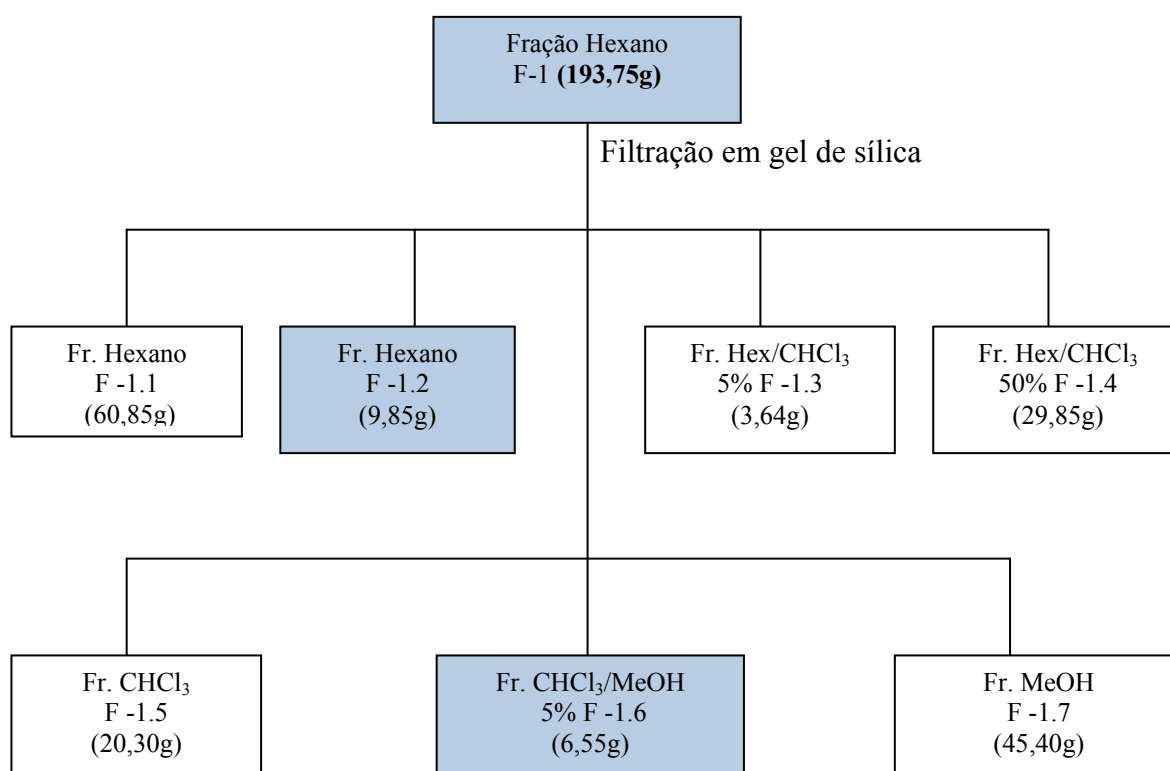 Fração Hexano
F-1 (193,75g)
Filtração em gel de sílica
Fr. Hexano
F -1.1
(60,85g)
Fr. Hexano
F -1.2
(9,85g)
Fr. Hex/CHCl₃
5% F -1.3
(3,64g)
Fr. Hex/CHCl₃
50% F -1.4
(29,85g)
Fr. CHCl₃
F -1.5
(20,30g)
Fr. CHCl₃/MeOH
5% F -1.6
(6,55g)
Fr. MeOH
F -1.7
(45,40g)